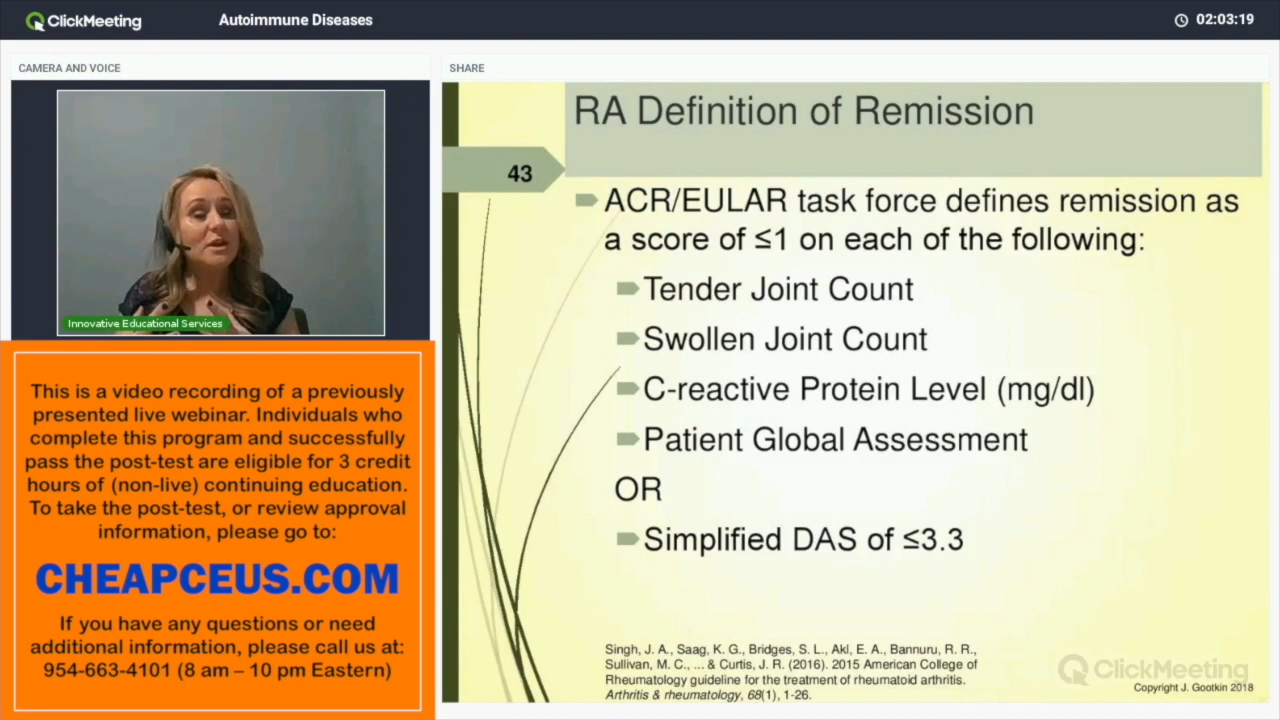 ClickMeeting
Autoimmune Diseases
02:03:19
CAMERA AND VOICE
Innovative Educational Services
This is a video recording of a previously
presented live webinar. Individuals who
complete this program and successfully
pass the post-test are eligible for 3 credit
hours of (non-live) continuing education.
To take the post-test, or review approval
information, please go to:
CHEAPCEUS.COM
If you have any questions or need
additional information, please call us at:
954-663-4101 (8 am – 10 pm Eastern)
SHARE
RA Definition of Remission
43
ACR/EULAR task force defines remission as
a score of ≤1 on each of the following:
Tender Joint Count
Swollen Joint Count
C-reactive Protein Level (mg/dl)
Patient Global Assessment
OR
Simplified DAS of ≤3.3
Singh, J. A., Saag, K. G., Bridges, S. L., Akl, E. A., Bannuru, R. R.,
Sullivan, M. C., ... & Curtis, J. R. (2016). 2015 American College of
Rheumatology guideline for the treatment of rheumatoid arthritis.
Arthritis & rheumatology, 68(1), 1-26.
ClickMeeting
Copyright J. Gootkin 2018